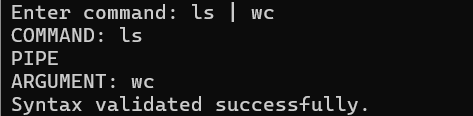 Enter command: ls | wc
COMMAND: ls
PIPE
ARGUMENT: wc
Syntax validated successfully.